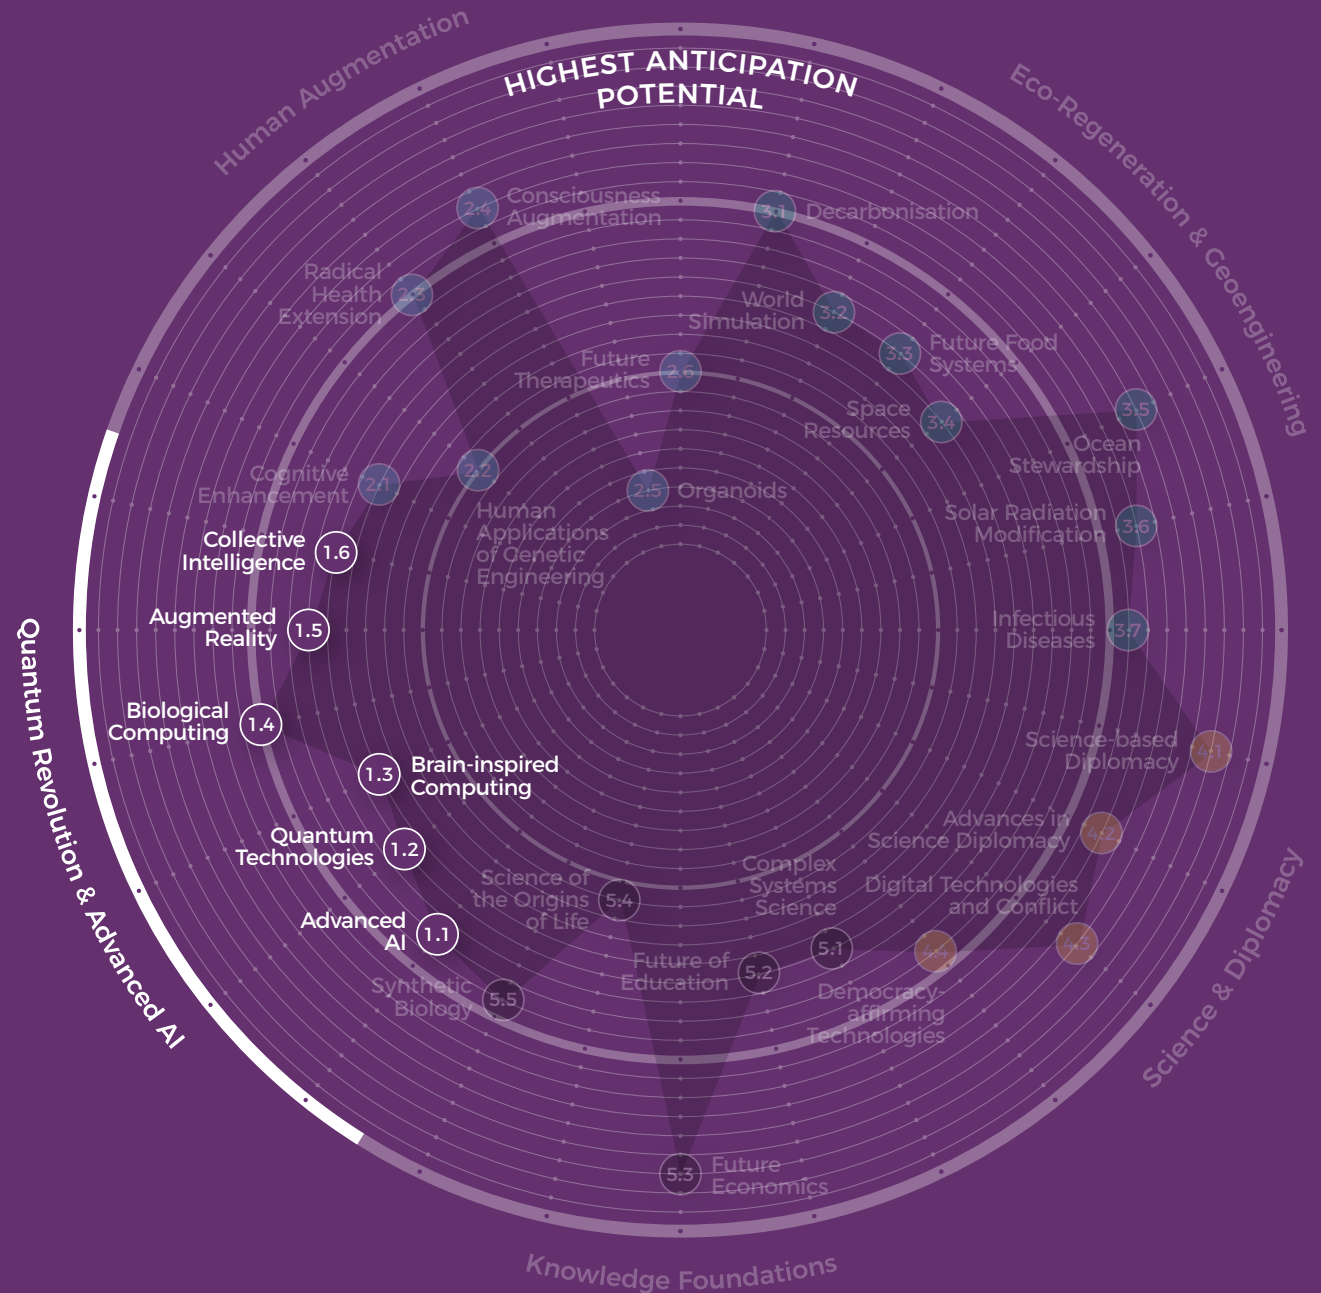 HIGHEST ANTICIPATION
POTENTIAL
Human Augmentation
Eco-Regeneration & Geoengineering
Quantum Revolution & Advanced AI
Science & Diplomacy
Knowledge Foundations
2.4
Consciousness
Augmentation
3.1
Decarbonisation
Radical
Health
Extension
2.3
World
Simulation
3.2
3.3
Future Food
Systems
Future
Therapeutics
2.6
Space
Resources
3.4
3.5
Ocean
Stewardship
Cognitive
Enhancement
2.1
2.2
Human
Applications
of Genetic
Engineering
2.5
Organoids
Solar Radiation
Modification
3.6
Collective
Intelligence
1.6
Augmented
Reality
1.5
Infectious
Diseases
3.7
Biological
Computing
1.4
Science-based
Diplomacy
4.1
1.3
Brain-inspired
Computing
Quantum
Technologies
1.2
Advances in
Science Diplomacy
4.2
Advanced
AI
1.1
Science of
the Origins
of Life
5.4
Complex
Systems
Science
5.1
Digital Technologies
and Conflict
4.3
4.4
Democracy-
affirming
Technologies
Future of
Education
5.2
Synthetic
Biology
5.5
5.3
Future
Economics